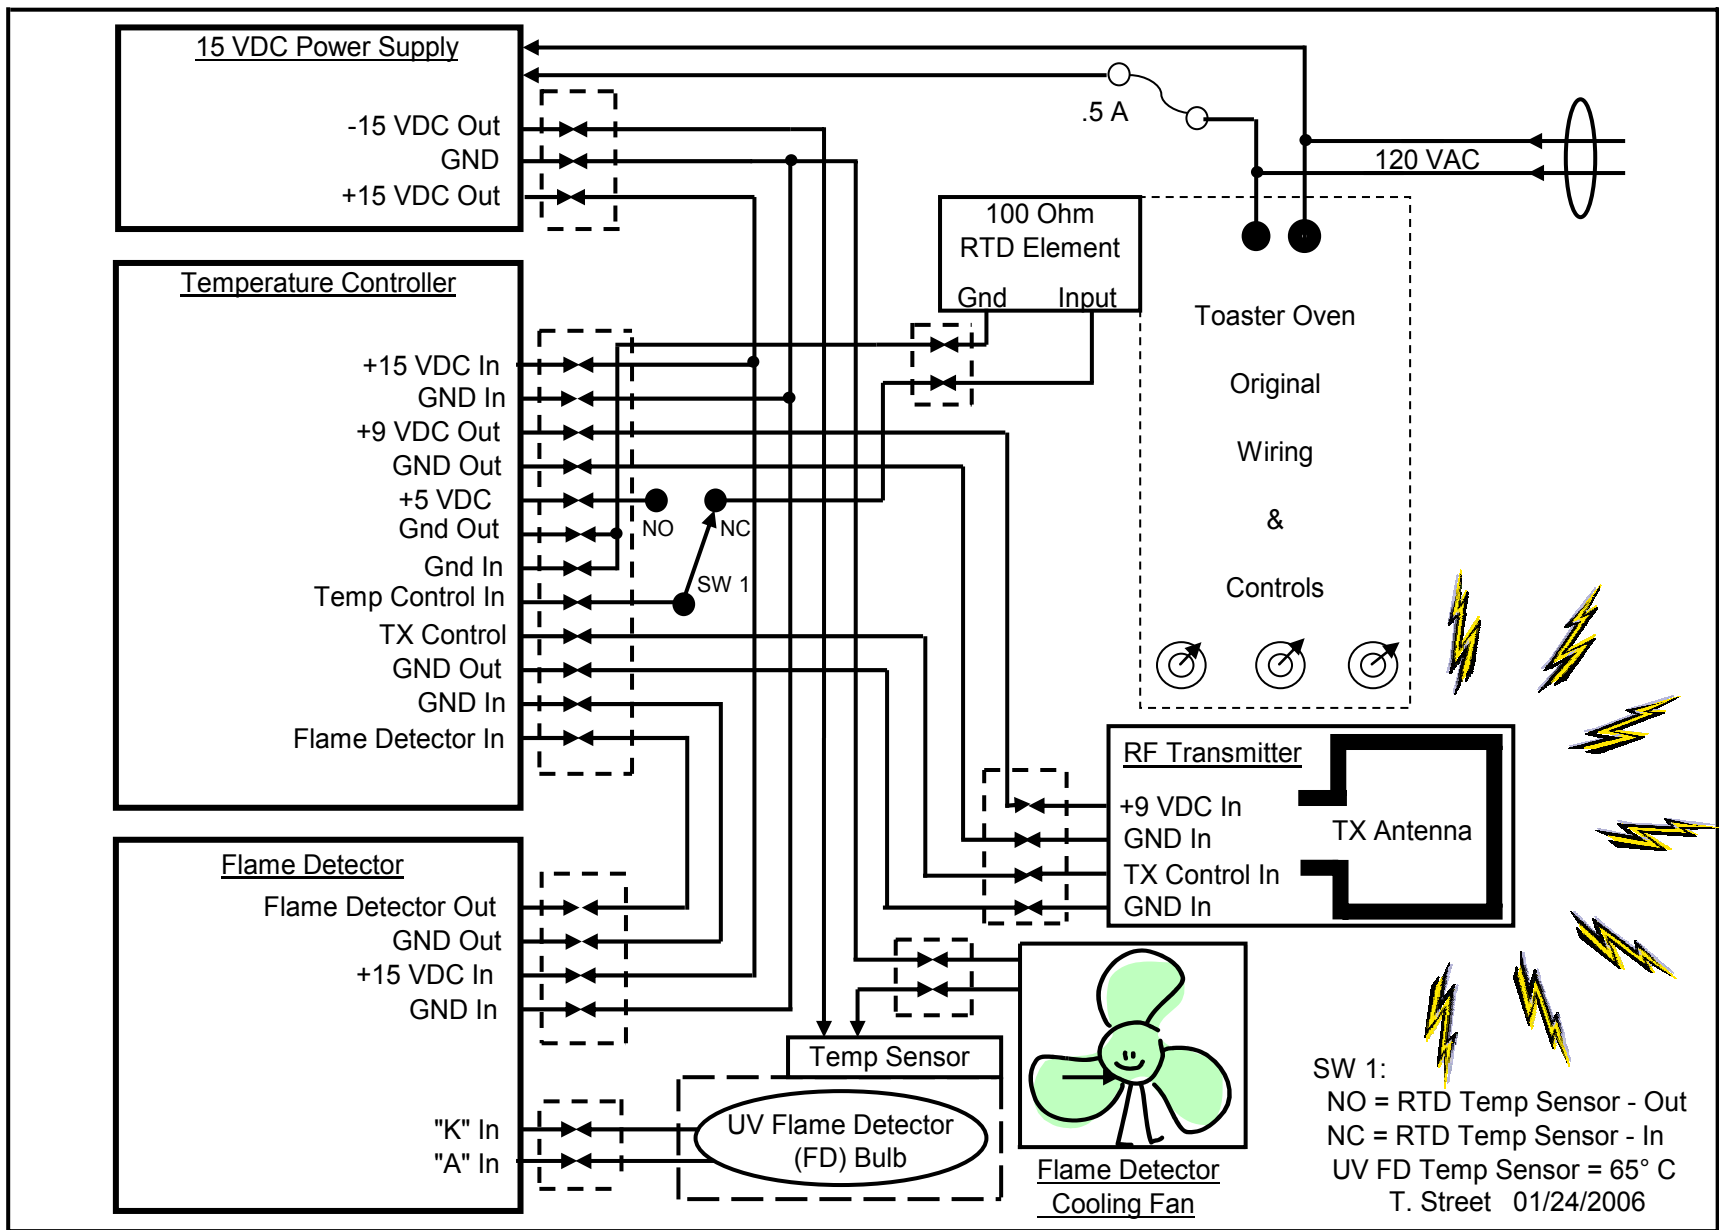 15 VDC Power Supply
-15 VDC Out
GND
+15 VDC Out
.5 A
120 VAC
100 Ohm
RTD Element
Gnd Input
Toaster Oven
Original
Wiring
&
Controls
Temperature Controller
+15 VDC In
GND In
+9 VDC Out
GND Out
+5 VDC
Gnd Out
Gnd In
Temp Control In
TX Control
GND Out
GND In
Flame Detector In
NO
NC
SW 1
RF Transmitter
+9 VDC In
GND In
TX Control In
GND In
TX Antenna
Flame Detector
Flame Detector Out
GND Out
+15 VDC In
GND In
"K" In
"A" In
Temp Sensor
UV Flame Detector
(FD) Bulb
Flame Detector
Cooling Fan
SW 1:
NO = RTD Temp Sensor - Out
NC = RTD Temp Sensor - In
UV FD Temp Sensor = 65° C
T. Street 01/24/2006